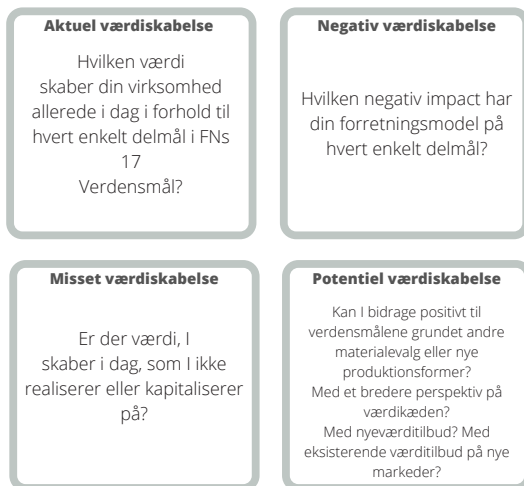 Aktuel værdiskabelse
Hvilken værdi
skaber din virksomhed
allerede i dag i forhold til
hvert enkelt delmål i FNs
17
Verdensmål?
Negativ værdiskabelse
Hvilken negativ impact har
din forretningsmodel på
hvert enkelt delmål?
Misset værdiskabelse
Er der værdi, I
skaber i dag, som I ikke
realiserer eller kapitaliserer
på?
Potentiel værdiskabelse
Kan I bidrage positivt til
verdensmålene grundet andre
materialevalg eller nye
produktionsformer?
Med et bredere perspektiv på
værdikæden?
Med nyeværditilbud? Med
eksisterende værditilbud på nye
markeder?